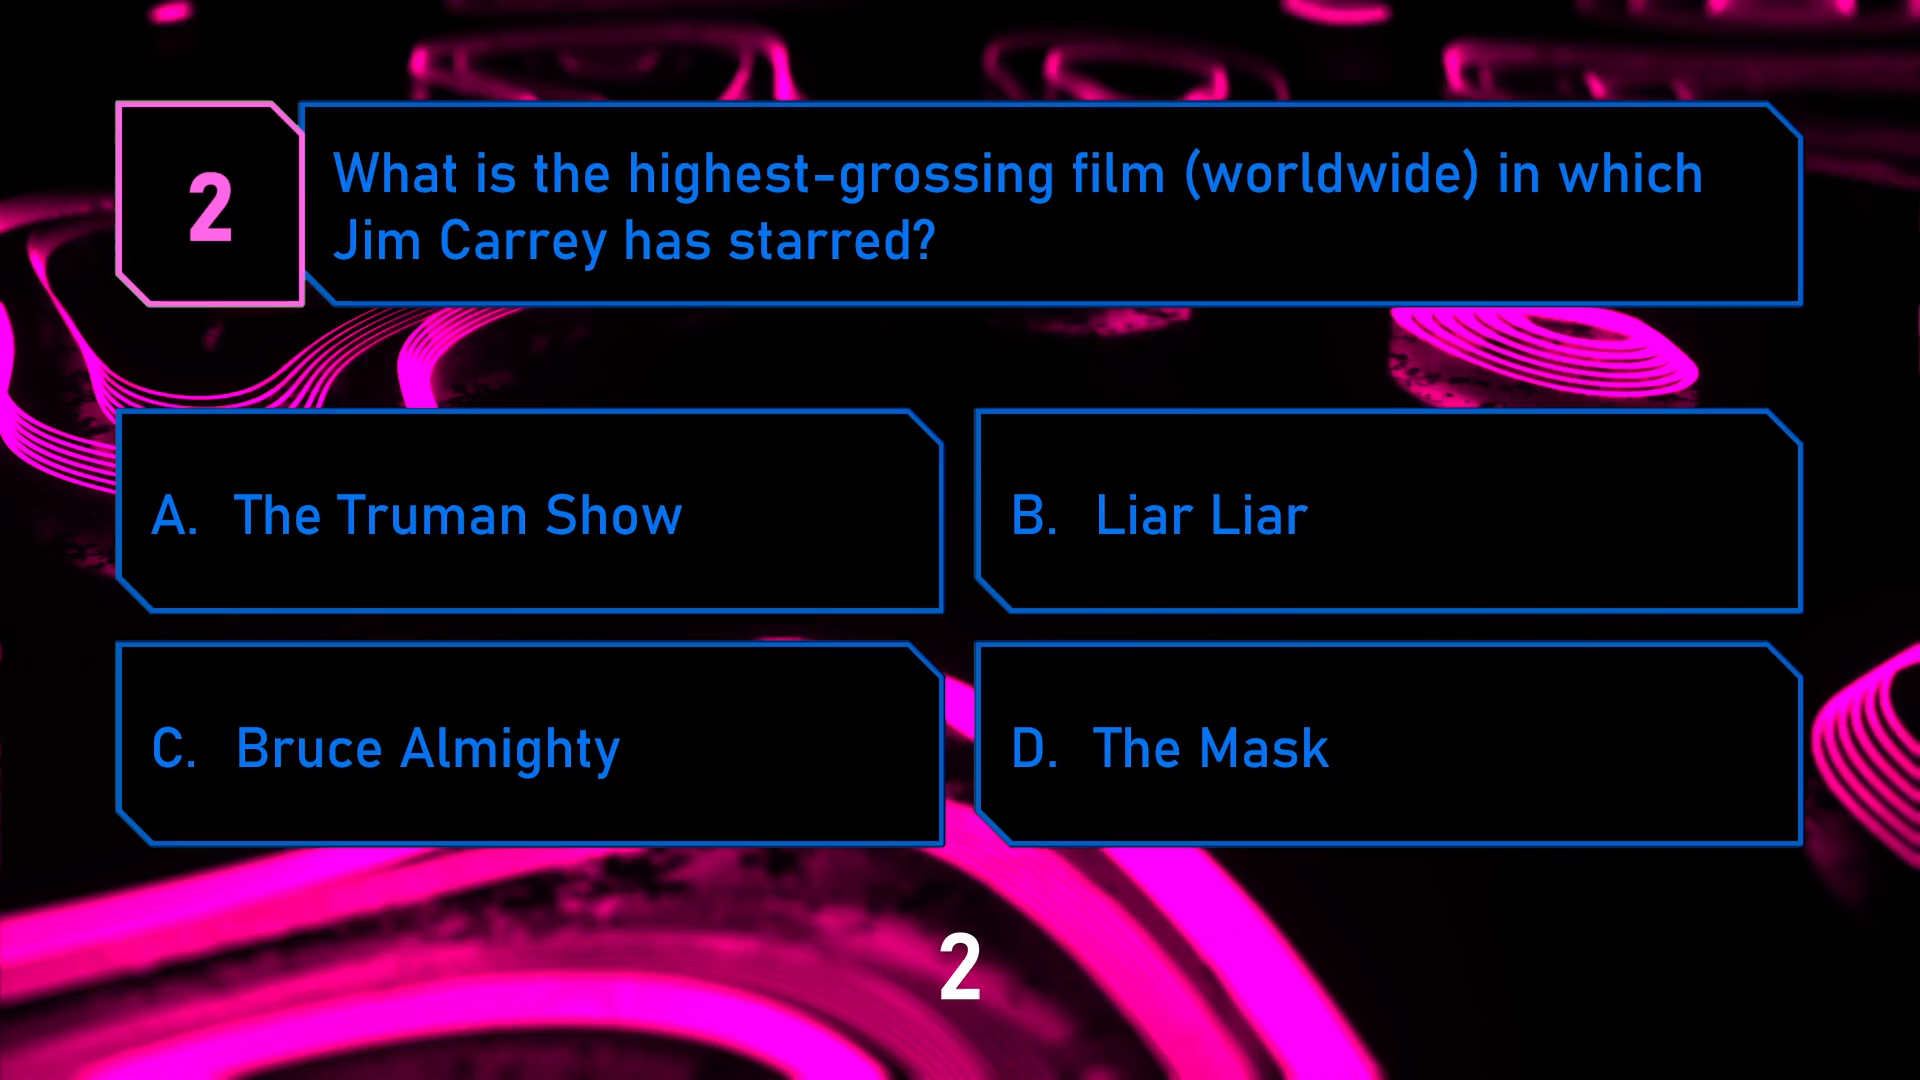 2
What is the highest-grossing film (worldwide) in which
Jim Carrey has starred?
A. The Truman Show
B. Liar Liar
C. Bruce Almighty
D. The Mask
2